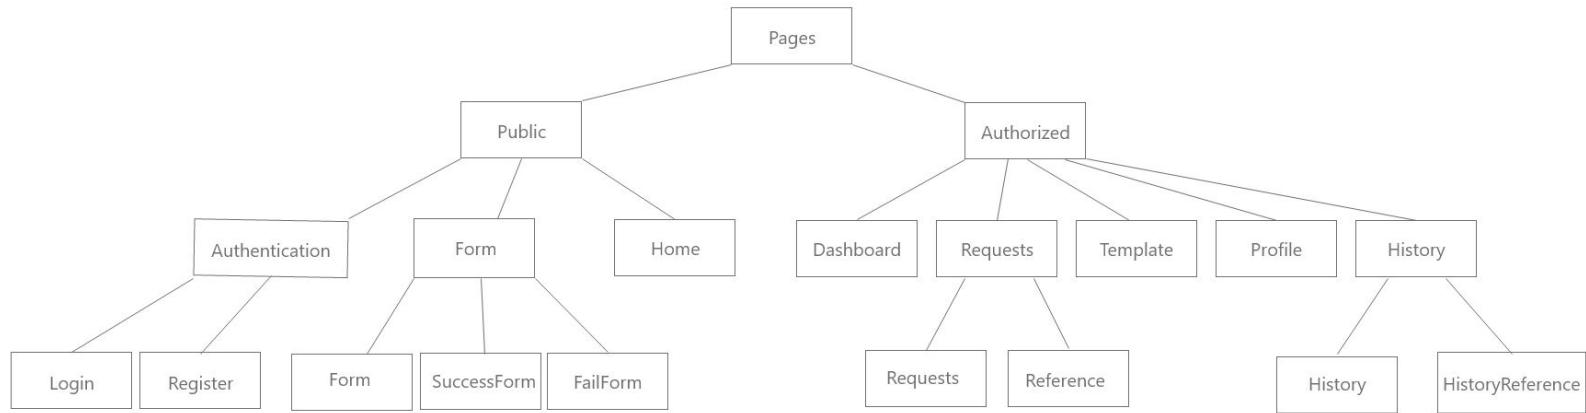 Pages
Public
Authorized
Authentication
Form
Home
Dashboard
Requests
Template
Profile
History
Login
Register
Form
SuccessForm
FailForm
Requests
Reference
History
HistoryReference